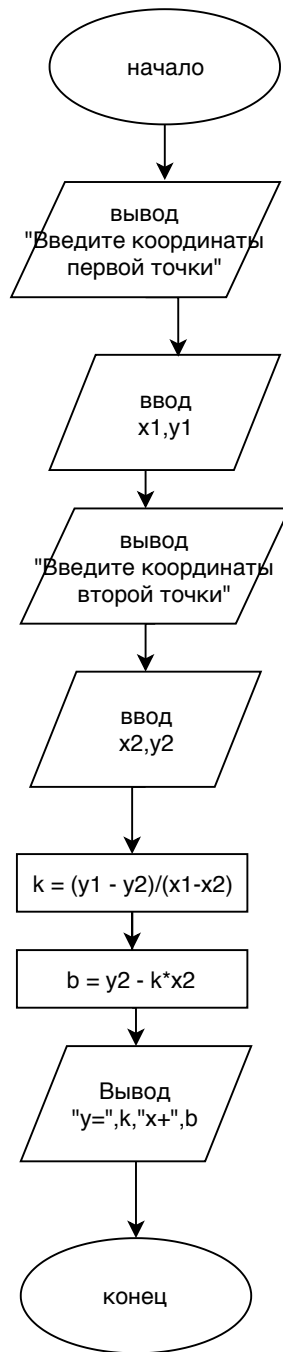 начало
вывод
"Введите координаты
первой точки"
ввод
x1,y1
вывод
"Введите координаты
второй точки"
ввод
x2,y2
k = (y1 - y2)/(x1-x2)
b = y2 - k*x2
Вывод
"y=",k,"x+",b
конец